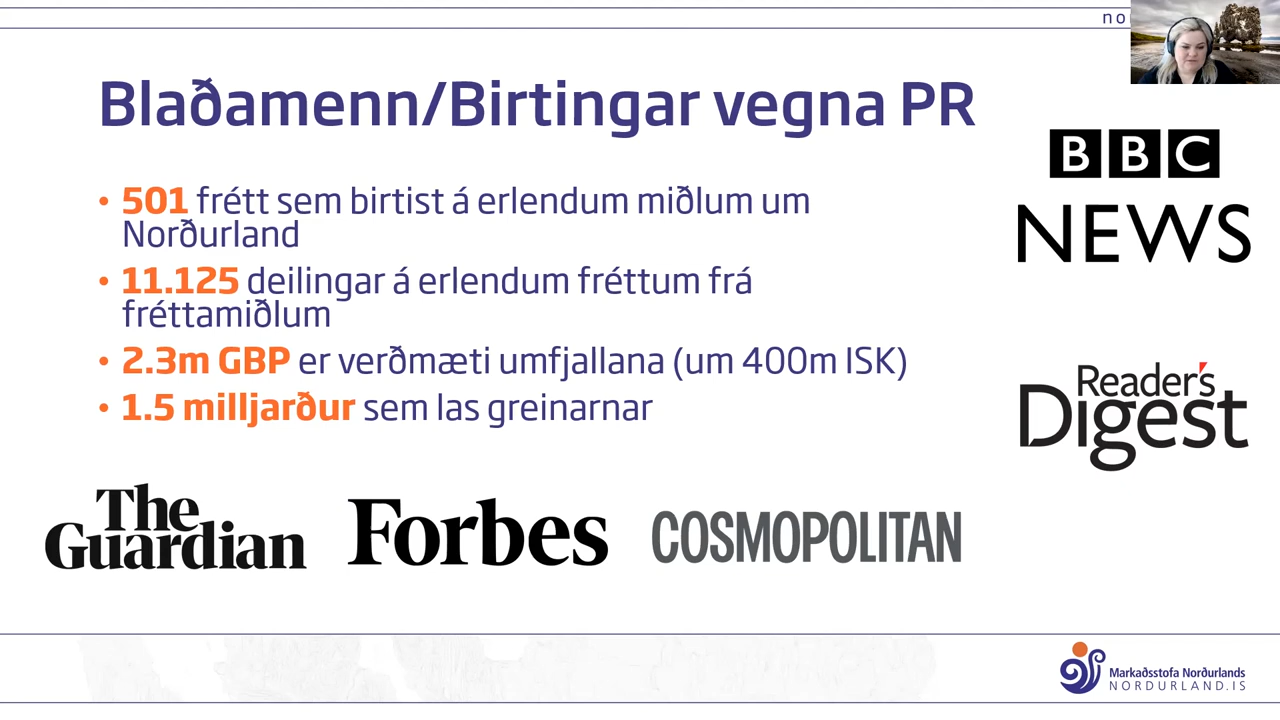 no
Blaðamenn/Birtingar vegna PR
• 501 frétt sem birtist á erlendum miðlum um
Norðurland
• 11.125 deilingar á erlendum fréttum frá
fréttamiðlum
• 2.3m GBP er verðmæti umfjallana (um 400m ISK)
• 1.5 milljarður sem las greinarnar
BBC
NEWS
Reader's
Digest
The
Guardian
Forbes
COSMOPOLITAN
Markaðsstofa Norðurlands
NORDURLAND.IS